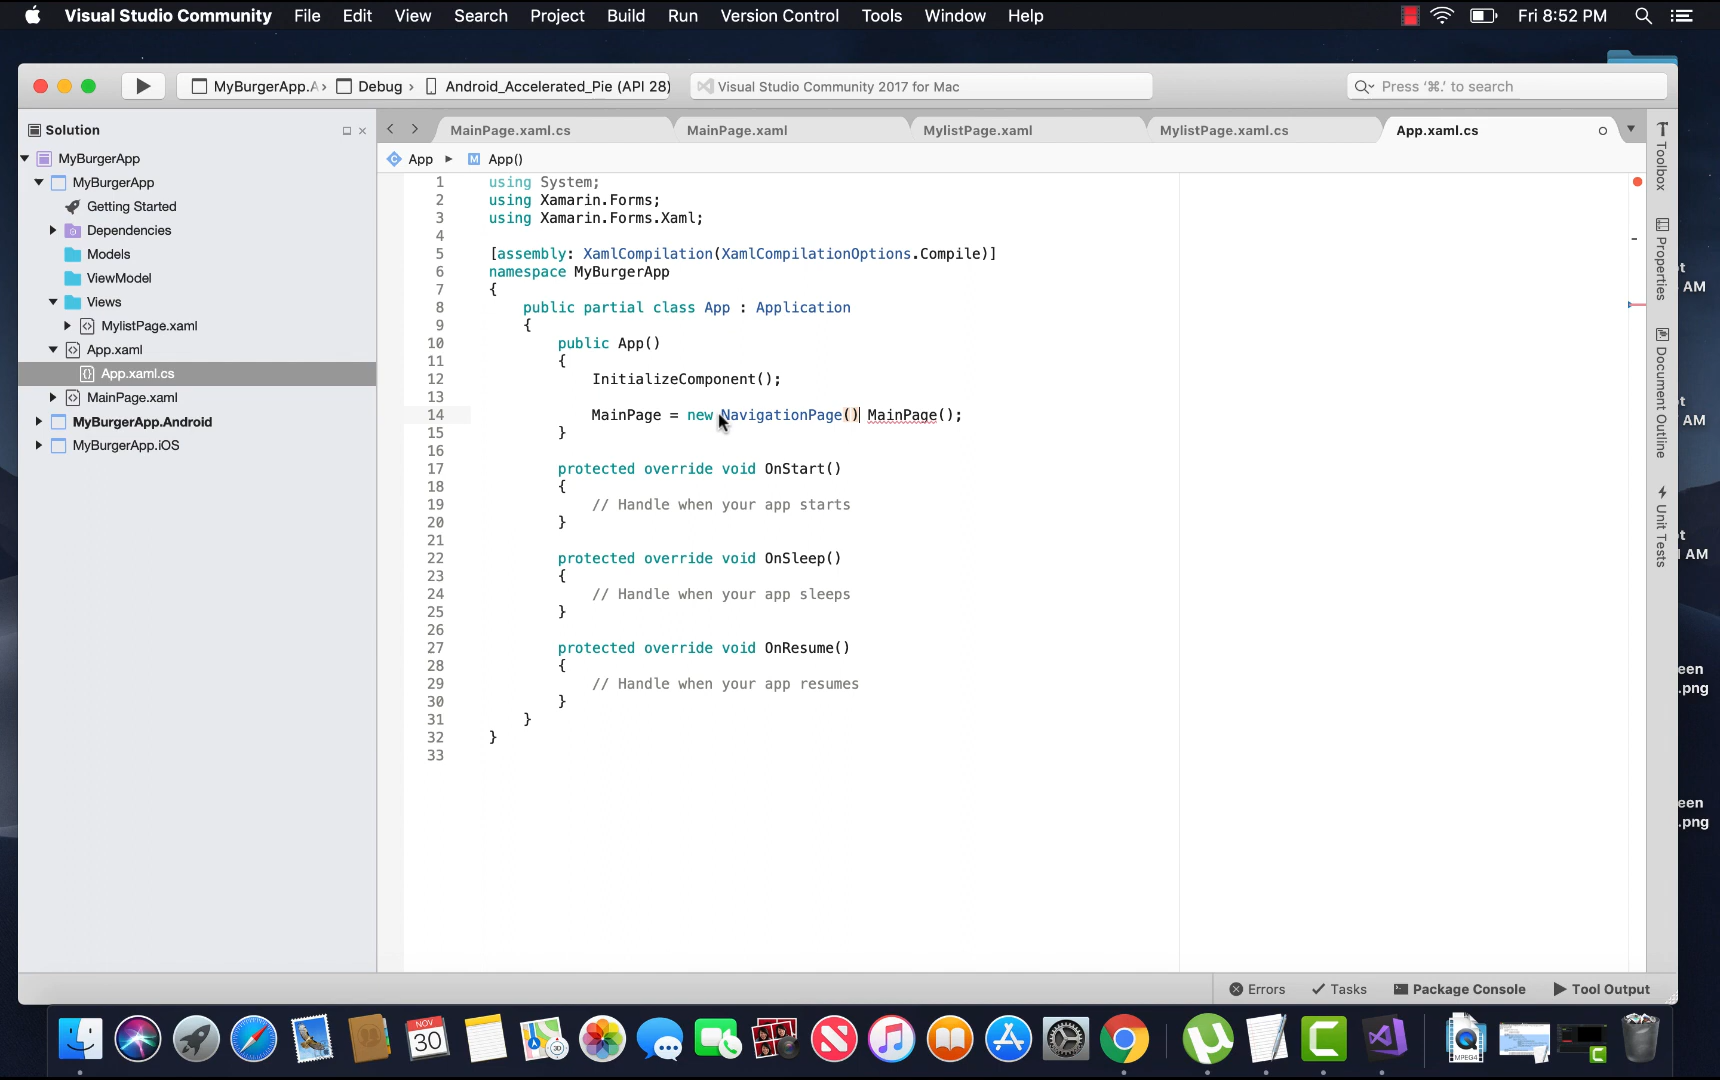 Visual Studio Community File Edit View Search Project Build Run Version Control Tools Window Help Fri 8:52 PM
MyBurgerApp.A › Debug › Android_Accelerated_Pie (API 28) Visual Studio Community 2017 for Mac Press ‘⌘.’ to search
Solution
MyBurgerApp
MyBurgerApp
Getting Started
Dependencies
Models
ViewModel
Views
MylistPage.xaml
App.xaml
App.xaml.cs
MainPage.xaml
MyBurgerApp.Android
MyBurgerApp.iOS
MainPage.xaml.cs MainPage.xaml MylistPage.xaml MylistPage.xaml.cs App.xaml.cs
App ▸ M App()
1 using System;
2 using Xamarin.Forms;
3 using Xamarin.Forms.Xaml;
4
5 [assembly: XamlCompilation(XamlCompilationOptions.Compile)]
6 namespace MyBurgerApp
7 {
8 public partial class App : Application
9 {
10 public App()
11 {
12 InitializeComponent();
13
14 MainPage = new NavigationPage() MainPage();
15 }
16
17 protected override void OnStart()
18 {
19 // Handle when your app starts
20 }
21
22 protected override void OnSleep()
23 {
24 // Handle when your app sleeps
25 }
26
27 protected override void OnResume()
28 {
29 // Handle when your app resumes
30 }
31 }
32 }
33
Toolbox
Properties
Document Outline
Unit Tests
t
AM
t
AM
t
AM
een
.png
een
.png
Errors Tasks Package Console Tool Output
NOV
30
MPEG4